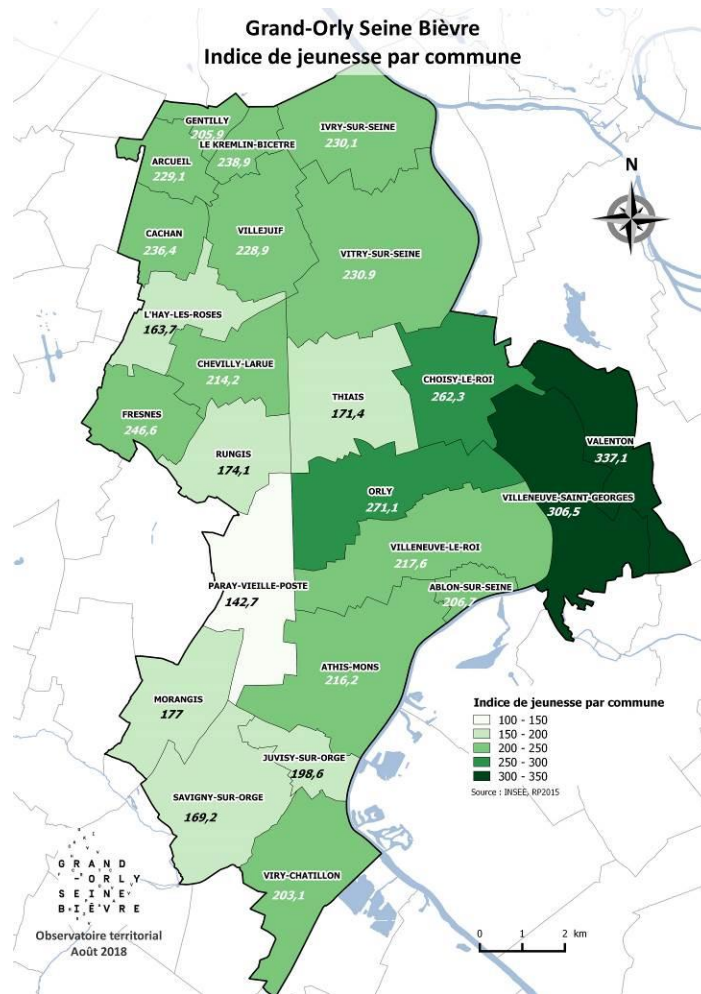 Grand-Orly Seine Bièvre
Indice de jeunesse par commune
GENTILLY
205,9
IVRY-SUR-SEINE
230,1
LE KREMLIN-BICETRE
238,9
ARCUEIL
229,1
N
CACHAN
236,4
VILLEJUIF
228,9
VITRY-SUR-SEINE
230.9
L'HAY-LES-ROSES
163,7
CHEVILLY-LARUE
214,2
THIAIS
171,4
CHOISY-LE-ROI
262,3
FRESNES
246,6
RUNGIS
174,1
VALENTON
337,1
ORLY
271,1
VILLENEUVE-SAINT-GEORGES
306,5
VILLENEUVE-LE-ROI
217,6
PARAY-VIEILLE-POSTE
142,7
ABLON-SUR-SEINE
206,7
ATHIS-MONS
216,2
MORANGIS
177
JUVISY-SUR-ORGE
198,6
SAVIGNY-SUR-ORGE
169,2
VIRY-CHATILLON
203,1
Indice de jeunesse par commune
100 - 150
150 - 200
200 - 250
250 - 300
300 - 350
Source : INSEE, RP2015
GRAND
-ORLY
SEINE
BIÈVRE
Observatoire territorial
Août 2018
0 1 2 km